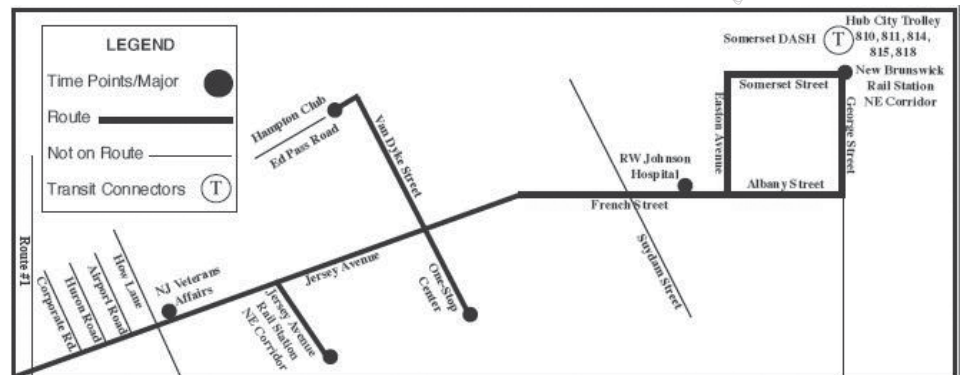 LEGEND
Time Points/Major
Route
Not on Route
Transit Connectors T
Somerset DASH T
Hub City Trolley
810, 811, 814,
815, 818
New Brunswick
Rail Station
NE Corridor
Somerset Street
Easton Avenue
George Street
Albany Street
Hampton Club
Ed Pass Road
Van Dyke Street
RW Johnson
Hospital
French Street
Suydam Street
Route #1
Corporate Rd.
Huron Road
Airport Road
How Lane
NJ Veterans
Affairs
Jersey Avenue
Jersey Avenue
Rail Station
NE Corridor
One-Stop
Center